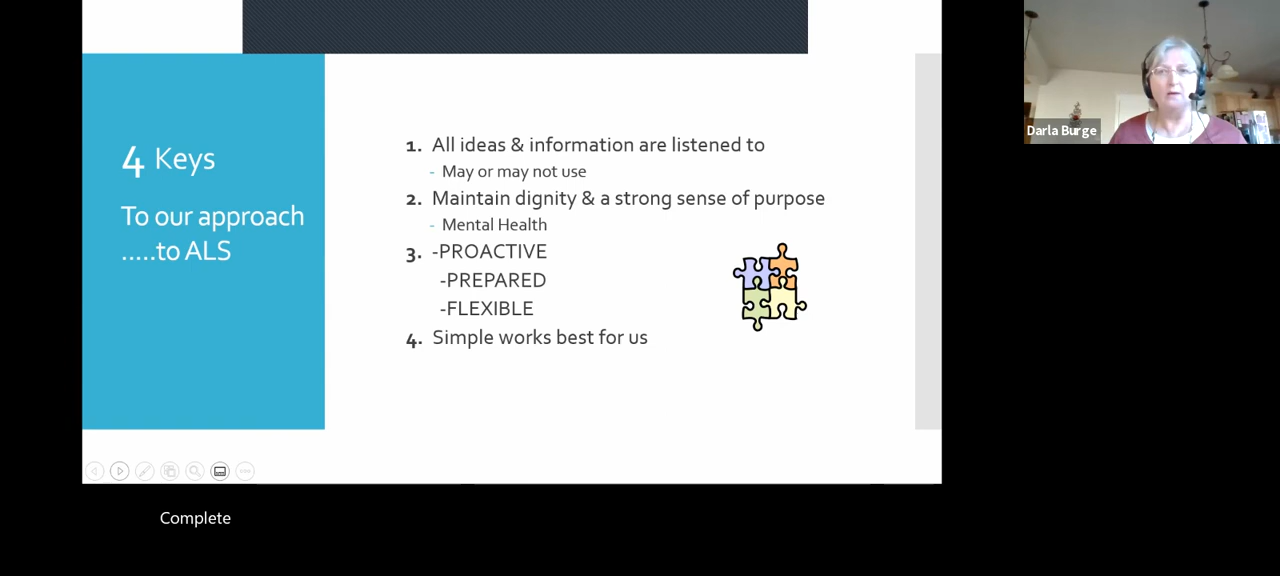 4 Keys
To our approach
.....to ALS
1. All ideas & information are listened to
- May or may not use
2. Maintain dignity & a strong sense of purpose
- Mental Health
3. -PROACTIVE
-PREPARED
-FLEXIBLE
4. Simple works best for us
Darla Burge
Complete